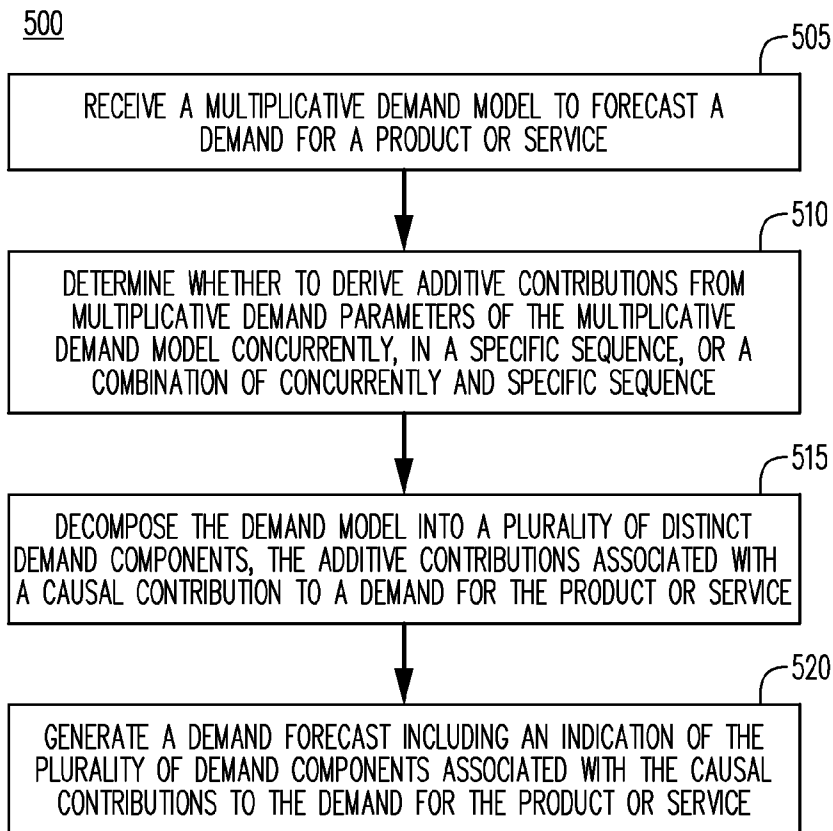 500
505
RECEIVE A MULTIPLICATIVE DEMAND MODEL TO FORECAST A
DEMAND FOR A PRODUCT OR SERVICE
510
DETERMINE WHETHER TO DERIVE ADDITIVE CONTRIBUTIONS FROM
MULTIPLICATIVE DEMAND PARAMETERS OF THE MULTIPLICATIVE
DEMAND MODEL CONCURRENTLY, IN A SPECIFIC SEQUENCE, OR A
COMBINATION OF CONCURRENTLY AND SPECIFIC SEQUENCE
515
DECOMPOSE THE DEMAND MODEL INTO A PLURALITY OF DISTINCT
DEMAND COMPONENTS, THE ADDITIVE CONTRIBUTIONS ASSOCIATED WITH
A CAUSAL CONTRIBUTION TO A DEMAND FOR THE PRODUCT OR SERVICE
520
GENERATE A DEMAND FORECAST INCLUDING AN INDICATION OF THE
PLURALITY OF DEMAND COMPONENTS ASSOCIATED WITH THE CAUSAL
CONTRIBUTIONS TO THE DEMAND FOR THE PRODUCT OR SERVICE